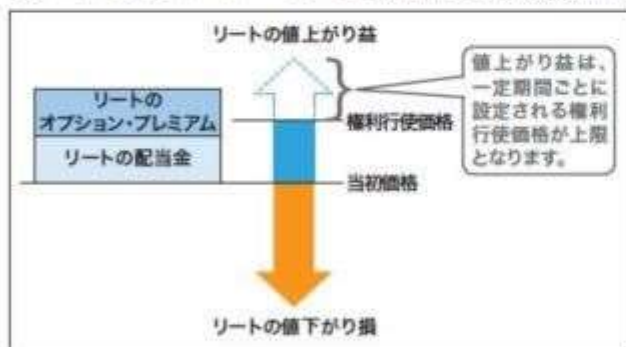 リートの値上がり益
リートの
オプション・プレミアム
リートの配当金
権利行使価格
当初価格
値上がり益は、
一定期間ごとに
設定される権利
行使価格が上限
となります。
リートの値下がり損